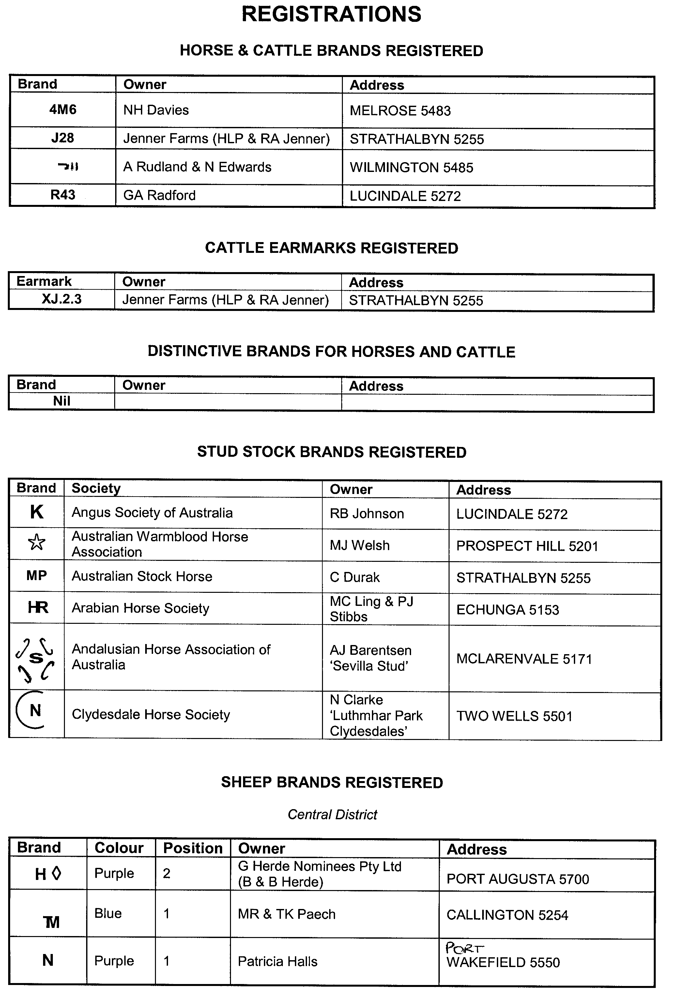 REGISTRATIONS
HORSE & CATTLE BRANDS REGISTERED
Brand Owner Address
4M6 NH Davies MELROSE 5483
J28 Jenner Farms (HLP & RA Jenner) STRATHALBYN 5255
A Rudland & N Edwards WILMINGTON 5485
R43 GA Radford LUCINDALE 5272
CATTLE EARMARKS REGISTERED
Earmark Owner Address
XJ.2.3 Jenner Farms (HLP & RA Jenner) STRATHALBYN 5255
DISTINCTIVE BRANDS FOR HORSES AND CATTLE
Brand Owner Address
Nil
STUD STOCK BRANDS REGISTERED
Brand Society Owner Address
K Angus Society of Australia RB Johnson LUCINDALE 5272
Australian Warmblood Horse
Association
MJ Welsh PROSPECT HILL 5201
MP Australian Stock Horse C Durak STRATHALBYN 5255
HR Arabian Horse Society
MC Ling & PJ
Stibbs
ECHUNGA 5153
S
Andalusian Horse Association of
Australia
AJ Barentsen
‘Sevilla Stud’
MCLARENVALE 5171
N
Clydesdale Horse Society
N Clarke
‘Luthmhar Park
Clydesdales’
TWO WELLS 5501
SHEEP BRANDS REGISTERED
Central District
Brand Colour Position Owner Address
H ◊ Purple 2
G Herde Nominees Pty Ltd
(B & B Herde)
PORT AUGUSTA 5700
TM Blue 1 MR & TK Paech CALLINGTON 5254
N Purple 1 Patricia Halls
PORT
WAKEFIELD 5550